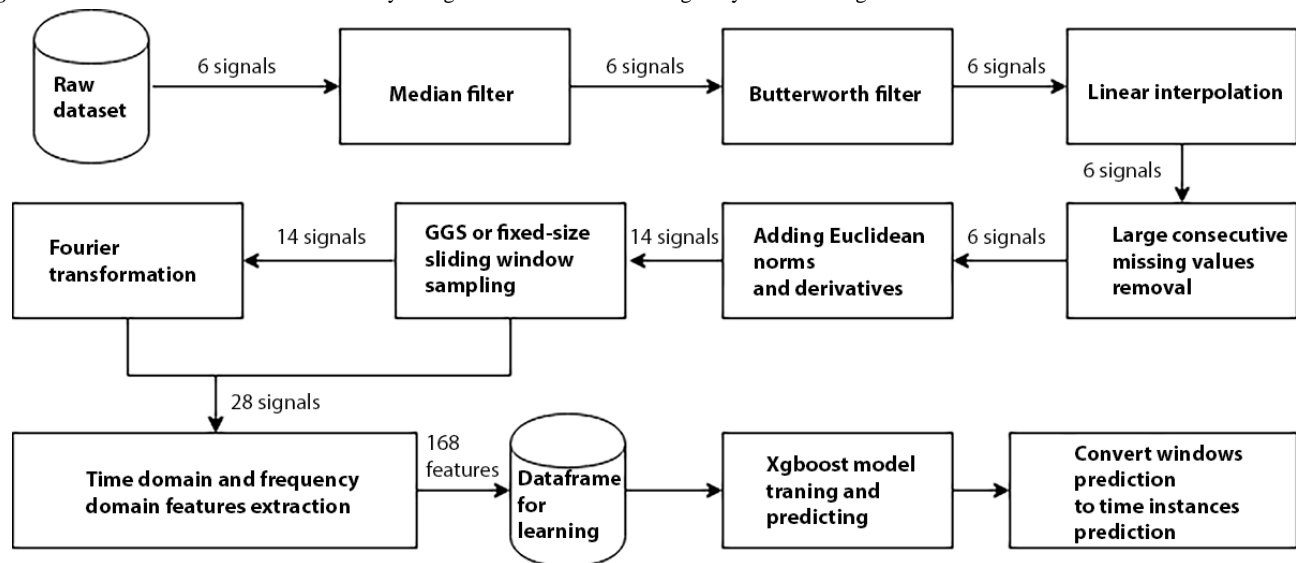 Raw
dataset
6 signals
Median filter
6 signals
Butterworth filter
6 signals
Linear interpolation
6 signals
Large consecutive
missing values
removal
6 signals
Adding Euclidean
norms
and derivatives
14 signals
GGS or fixed-size
sliding window
sampling
14 signals
Fourier
transformation
28 signals
Time domain and frequency
domain features extraction
168
features
Dataframe
for
learning
Xgboost model
traning and
predicting
Convert windows
prediction
to time instances
prediction